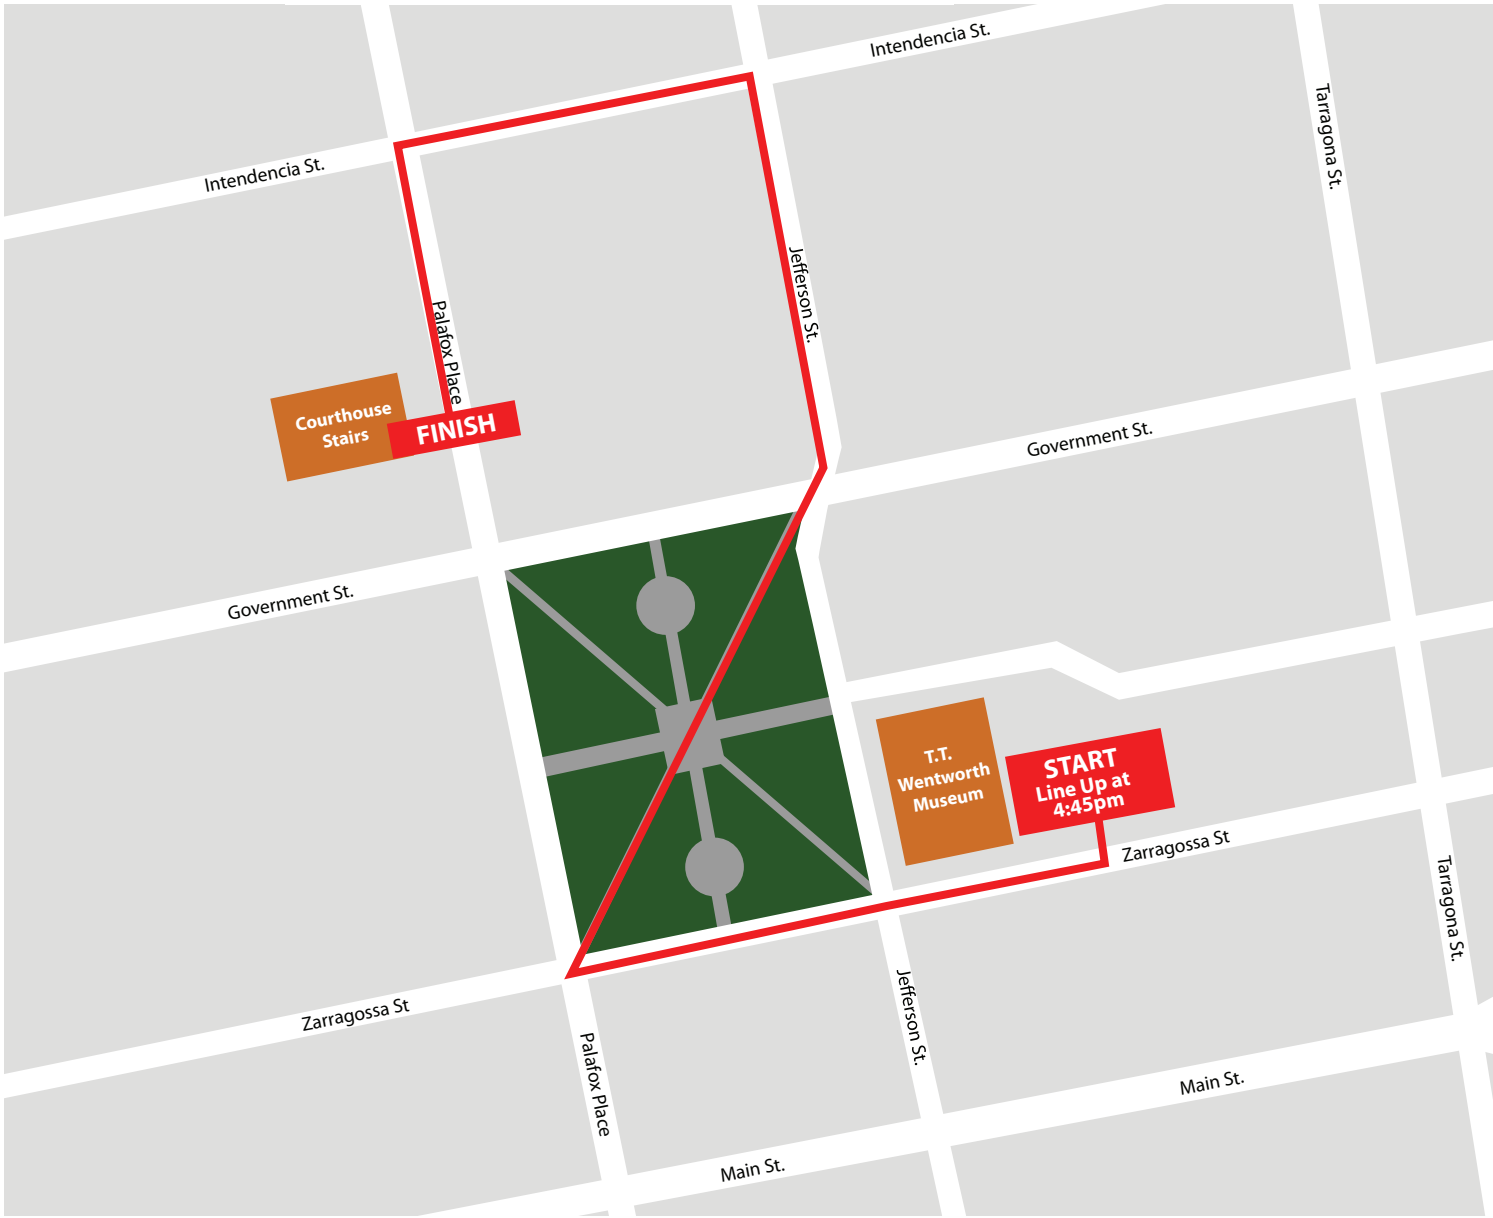 Intendencia St.
Tarragona St.
Intendencia St.
Jefferson St.
Palafox Place
Courthouse
Stairs
FINISH
Government St.
Government St.
T.T.
Wentworth
Museum
START
Line Up at
4:45pm
Zarragossa St
Tarragona St.
Zarragossa St
Jefferson St.
Palafox Place
Main St.
Main St.